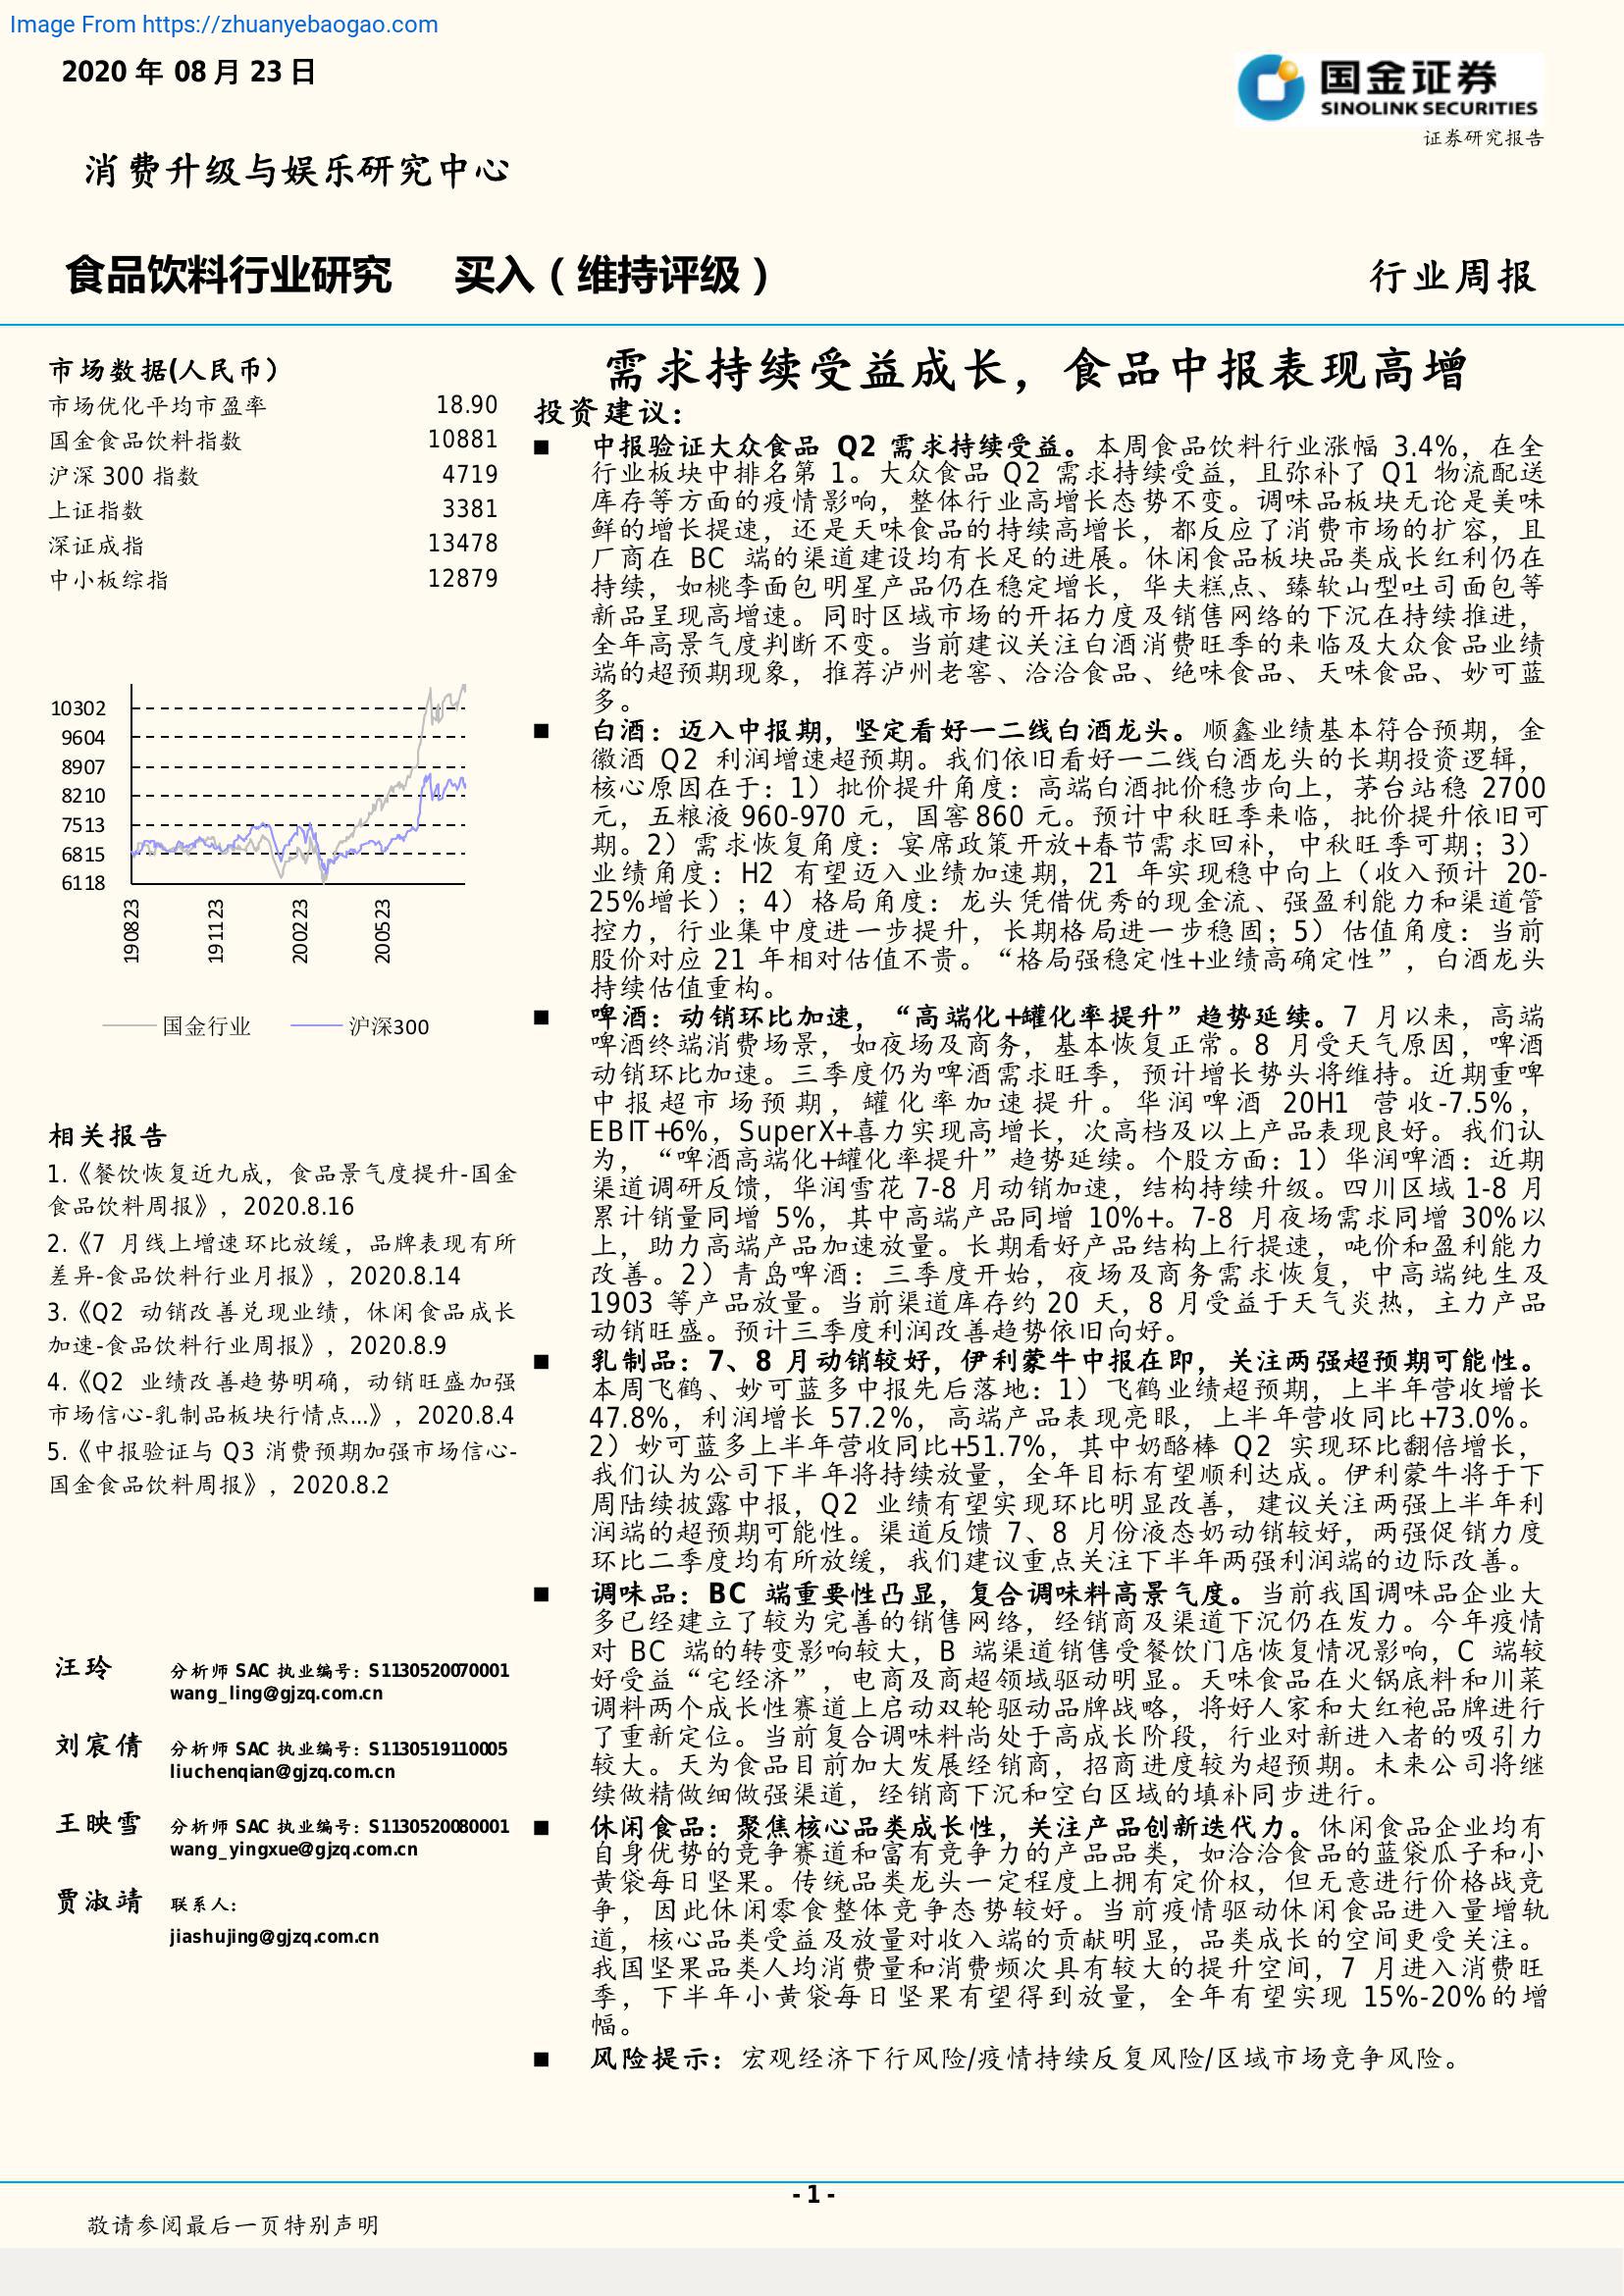 Image From https://zhuanyebaogao.com
2020 年 08 月 23 日
国金证券
SINOLINK SECURITIES
证券研究报告
消费升级与娱乐研究中心
食品饮料行业研究 买入（维持评级）
行业周报
市场数据(人民币）
市场优化平均市盈率 18.90
国金食品饮料指数 10881
沪深 300 指数 4719
上证指数 3381
深证成指 13478
中小板综指 12879
10302
9604
8907
8210
7513
6815
6118
190823
191123
200223
200523
国金行业 沪深300
相关报告
1.《餐饮恢复近九成，食品景气度提升-国金
食品饮料周报》，2020.8.16
2.《7 月线上增速环比放缓，品牌表现有所
差异-食品饮料行业月报》，2020.8.14
3.《Q2 动销改善兑现业绩，休闲食品成长
加速-食品饮料行业周报》，2020.8.9
4.《Q2 业绩改善趋势明确，动销旺盛加强
市场信心-乳制品板块行情点...》，2020.8.4
5.《中报验证与 Q3 消费预期加强市场信心-
国金食品饮料周报》，2020.8.2
汪玲 分析师 SAC 执业编号：S1130520070001
wang_ling@gjzq.com.cn
刘宸倩 分析师 SAC 执业编号：S1130519110005
liuchenqian@gjzq.com.cn
王映雪 分析师 SAC 执业编号：S1130520080001
wang_yingxue@gjzq.com.cn
贾淑靖 联系人：
jiashujing@gjzq.com.cn
需求持续受益成长，食品中报表现高增
投资建议：
■ 中报验证大众食品 Q2 需求持续受益。本周食品饮料行业涨幅 3.4%，在全
行业板块中排名第 1。大众食品 Q2 需求持续受益，且弥补了 Q1 物流配送
库存等方面的疫情影响，整体行业高增长态势不变。调味品板块无论是美味
鲜的增长提速，还是天味食品的持续高增长，都反应了消费市场的扩容，且
厂商在 BC 端的渠道建设均有长足的进展。休闲食品板块品类成长红利仍在
持续，如桃李面包明星产品仍在稳定增长，华夫糕点、臻软山型吐司面包等
新品呈现高增速。同时区域市场的开拓力度及销售网络的下沉在持续推进，
全年高景气度判断不变。当前建议关注白酒消费旺季的来临及大众食品业绩
端的超预期现象，推荐泸州老窖、洽洽食品、绝味食品、天味食品、妙可蓝
多。
■ 白酒：迈入中报期，坚定看好一二线白酒龙头。顺鑫业绩基本符合预期，金
徽酒 Q2 利润增速超预期。我们依旧看好一二线白酒龙头的长期投资逻辑，
核心原因在于：1）批价提升角度：高端白酒批价稳步向上，茅台站稳 2700
元，五粮液 960-970 元，国窖 860 元。预计中秋旺季来临，批价提升依旧可
期。2）需求恢复角度：宴席政策开放+春节需求回补，中秋旺季可期；3）
业绩角度：H2 有望迈入业绩加速期，21 年实现稳中向上（收入预计 20-
25%增长）；4）格局角度：龙头凭借优秀的现金流、强盈利能力和渠道管
控力，行业集中度进一步提升，长期格局进一步稳固；5）估值角度：当前
股价对应 21 年相对估值不贵。“格局强稳定性+业绩高确定性”，白酒龙头
持续估值重构。
■ 啤酒：动销环比加速，“高端化+罐化率提升”趋势延续。7 月以来，高端
啤酒终端消费场景，如夜场及商务，基本恢复正常。8 月受天气原因，啤酒
动销环比加速。三季度仍为啤酒需求旺季，预计增长势头将维持。近期重啤
中报超市场预期，罐化率加速提升。华润啤酒 20H1 营收-7.5%，
EBIT+6%，SuperX+喜力实现高增长，次高档及以上产品表现良好。我们认
为，“啤酒高端化+罐化率提升”趋势延续。个股方面：1）华润啤酒：近期
渠道调研反馈，华润雪花 7-8 月动销加速，结构持续升级。四川区域 1-8 月
累计销量同增 5%，其中高端产品同增 10%+。7-8 月夜场需求同增 30%以
上，助力高端产品加速放量。长期看好产品结构上行提速，吨价和盈利能力
改善。2）青岛啤酒：三季度开始，夜场及商务需求恢复，中高端纯生及
1903 等产品放量。当前渠道库存约 20 天，8 月受益于天气炎热，主力产品
动销旺盛。预计三季度利润改善趋势依旧向好。
■ 乳制品：7、8 月动销较好，伊利蒙牛中报在即，关注两强超预期可能性。
本周飞鹤、妙可蓝多中报先后落地：1）飞鹤业绩超预期，上半年营收增长
47.8%，利润增长 57.2%，高端产品表现亮眼，上半年营收同比+73.0%。
2）妙可蓝多上半年营收同比+51.7%，其中奶酪棒 Q2 实现环比翻倍增长，
我们认为公司下半年将持续放量，全年目标有望顺利达成。伊利蒙牛将于下
周陆续披露中报，Q2 业绩有望实现环比明显改善，建议关注两强上半年利
润端的超预期可能性。渠道反馈 7、8 月份液态奶动销较好，两强促销力度
环比二季度均有所放缓，我们建议重点关注下半年两强利润端的边际改善。
■ 调味品：BC 端重要性凸显，复合调味料高景气度。当前我国调味品企业大
多已经建立了较为完善的销售网络，经销商及渠道下沉仍在发力。今年疫情
对 BC 端的转变影响较大，B 端渠道销售受餐饮门店恢复情况影响，C 端较
好受益“宅经济”，电商及商超领域驱动明显。天味食品在火锅底料和川菜
调料两个成长性赛道上启动双轮驱动品牌战略，将好人家和大红袍品牌进行
了重新定位。当前复合调味料尚处于高成长阶段，行业对新进入者的吸引力
较大。天为食品目前加大发展经销商，招商进度较为超预期。未来公司将继
续做精做细做强渠道，经销商下沉和空白区域的填补同步进行。
■ 休闲食品：聚焦核心品类成长性，关注产品创新迭代力。休闲食品企业均有
自身优势的竞争赛道和富有竞争力的产品品类，如洽洽食品的蓝袋瓜子和小
黄袋每日坚果。传统品类龙头一定程度上拥有定价权，但无意进行价格战竞
争，因此休闲零食整体竞争态势较好。当前疫情驱动休闲食品进入量增轨
道，核心品类受益及放量对收入端的贡献明显，品类成长的空间更受关注。
我国坚果品类人均消费量和消费频次具有较大的提升空间，7 月进入消费旺
季，下半年小黄袋每日坚果有望得到放量，全年有望实现 15%-20%的增
幅。
■ 风险提示：宏观经济下行风险/疫情持续反复风险/区域市场竞争风险。
- 1 -
敬请参阅最后一页特别声明